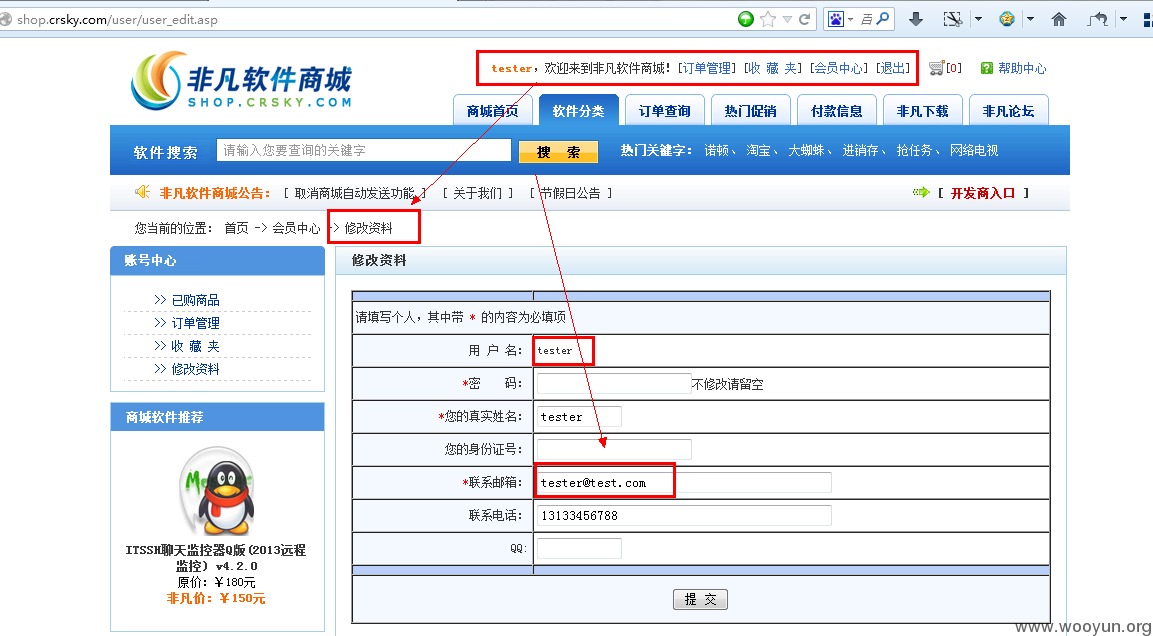 shop.crsky.com/user/user_edit.asp
百
非凡软件商城
SHOP.CRSKY.COM
tester，欢迎来到非凡软件商城！[订单管理] [收 藏 夹] [会员中心] [退出]
[0]
帮助中心
商城首页 软件分类 订单查询 热门促销 付款信息 非凡下载 非凡论坛
软件搜索 请输入您要查询的关键字 搜 索 热门关键字： 诺顿、 淘宝、 大蜘蛛、 进销存、 抢任务、 网络电视
非凡软件商城公告： [ 取消商城自动发送功能 ] [ 关于我们 ] [ 节假日公告 ] [ 开发商入口 ]
您当前的位置： 首页 -> 会员中心 -> 修改资料
账号中心
>> 已购商品
>> 订单管理
>> 收 藏 夹
>> 修改资料
商城软件推荐
ITSSH聊天监控器Q版(2013远程
监控) v4.2.0
原价：￥180元
非凡价：￥150元
修改资料
请填写个人，其中带 * 的内容为必填项
用 户 名： tester
*密 码： 不修改请留空
*您的真实姓名： tester
您的身份证号：
*联系邮箱： tester@test.com
联系电话： 13133456788
QQ:
提 交
www.wooyun.org